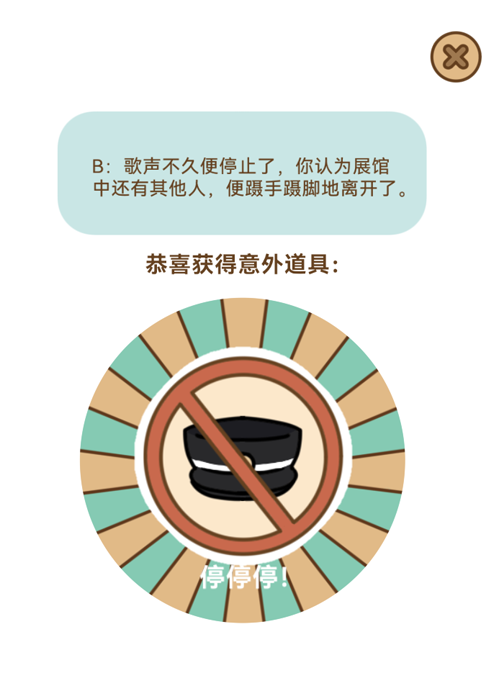 B：歌声不久便停止了，你认为展馆
中还有其他人，便蹑手蹑脚地离开了。
恭喜获得意外道具：
停停停！